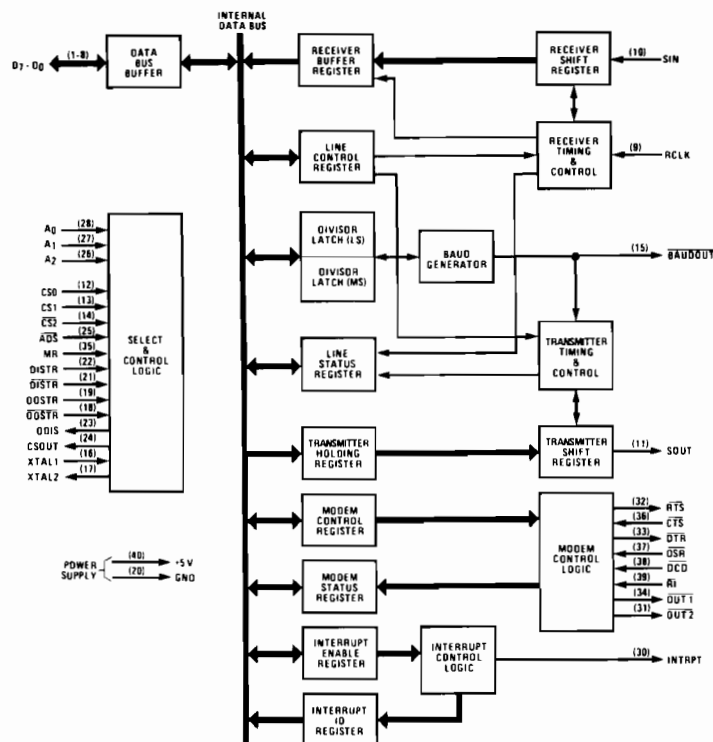 INTERNAL
DATA BUS
D7 - D0
(1-8)
DATA
BUS
BUFFER
RECEIVER
BUFFER
REGISTER
RECEIVER
SHIFT
REGISTER
(10)
SIN
LINE
CONTROL
REGISTER
RECEIVER
TIMING
&
CONTROL
(9)
RCLK
A0 (28)
A1 (27)
A2 (26)
CS0 (12)
CS1 (13)
CS2 (14)
ADS (25)
MR (35)
DISTR (22)
DISTR (21)
DOSTR (19)
DOSTR (18)
DDIS (23)
CSOUT (24)
XTAL1 (16)
XTAL2 (17)
SELECT
&
CONTROL
LOGIC
DIVISOR
LATCH (LS)
DIVISOR
LATCH (MS)
BAUD
GENERATOR
(15)
BAUDOUT
LINE
STATUS
REGISTER
TRANSMITTER
TIMING
&
CONTROL
TRANSMITTER
HOLDING
REGISTER
TRANSMITTER
SHIFT
REGISTER
(11)
SOUT
MODEM
CONTROL
REGISTER
MODEM
STATUS
REGISTER
MODEM
CONTROL
LOGIC
(32) RTS
(36) CTS
(33) DTR
(37) DSR
(38) DCD
(39) RI
(34) OUT 1
(31) OUT 2
POWER
SUPPLY
(40) +5V
(20) GND
INTERRUPT
ENABLE
REGISTER
INTERRUPT
CONTROL
LOGIC
(30)
INTRPT
INTERRUPT
ID
REGISTER